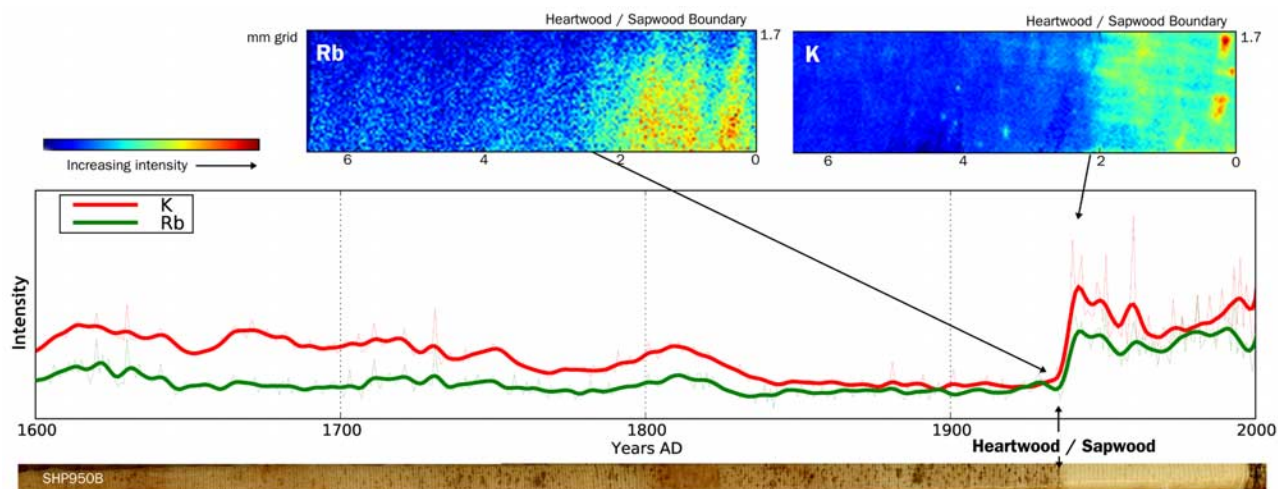 Heartwood / Sapwood Boundary
Heartwood / Sapwood Boundary
mm grid
Rb
1.7
K
1.7
6 4 2 0
6 4 2 0
Increasing intensity
K
Rb
Intensity
1600 1700 1800 1900 2000
Years AD
Heartwood / Sapwood
SHP950B